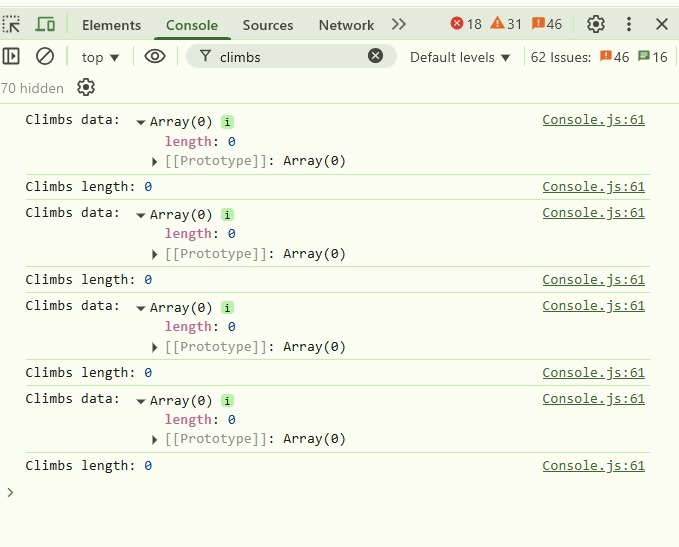 Elements Console Sources Network 18 31 46
top climbs Default levels 62 Issues: 46 16
70 hidden
Climbs data: Array(0) i Console.js:61
length: 0
[[Prototype]]: Array(0)
Climbs length: 0 Console.js:61
Climbs data: Array(0) i Console.js:61
length: 0
[[Prototype]]: Array(0)
Climbs length: 0 Console.js:61
Climbs data: Array(0) i Console.js:61
length: 0
[[Prototype]]: Array(0)
Climbs length: 0 Console.js:61
Climbs data: Array(0) i Console.js:61
length: 0
[[Prototype]]: Array(0)
Climbs length: 0 Console.js:61